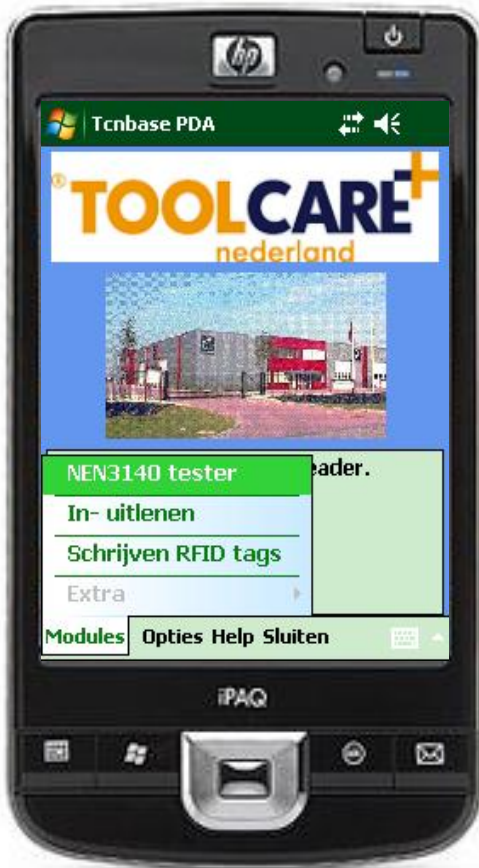 hp
Tcnbase PDA
®TOOLCARE+
nederland
eader.
NEN3140 tester
In- uitlenen
Schrijven RFID tags
Extra
Modules Opties Help Sluiten
iPAQ